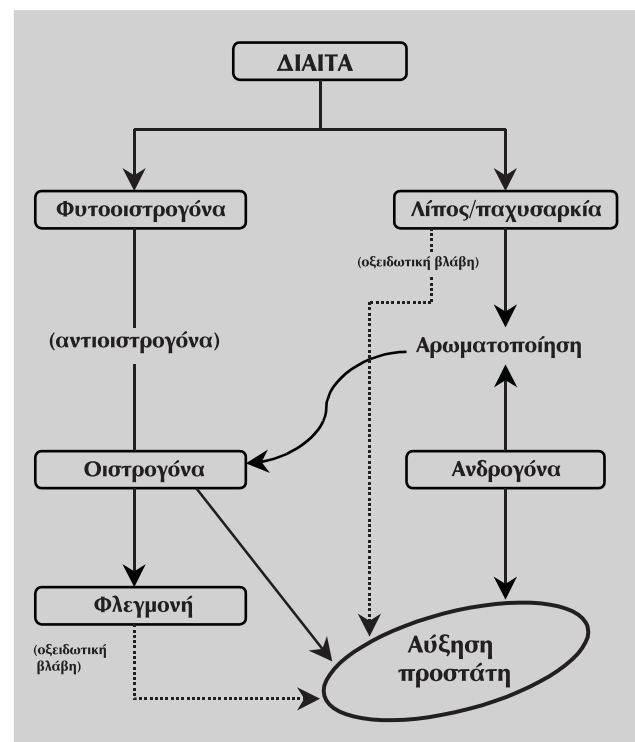 ΔΙΑΙΤΑ
Φυτοοιστρογόνα
Λίπος/παχυσαρκία
(οξειδωτική βλάβη)
(αντιοιστρογόνα)
Αρωματοποίηση
Οιστρογόνα
Ανδρογόνα
Φλεγμονή
(οξειδωτική
βλάβη)
Αύξηση
προστάτη